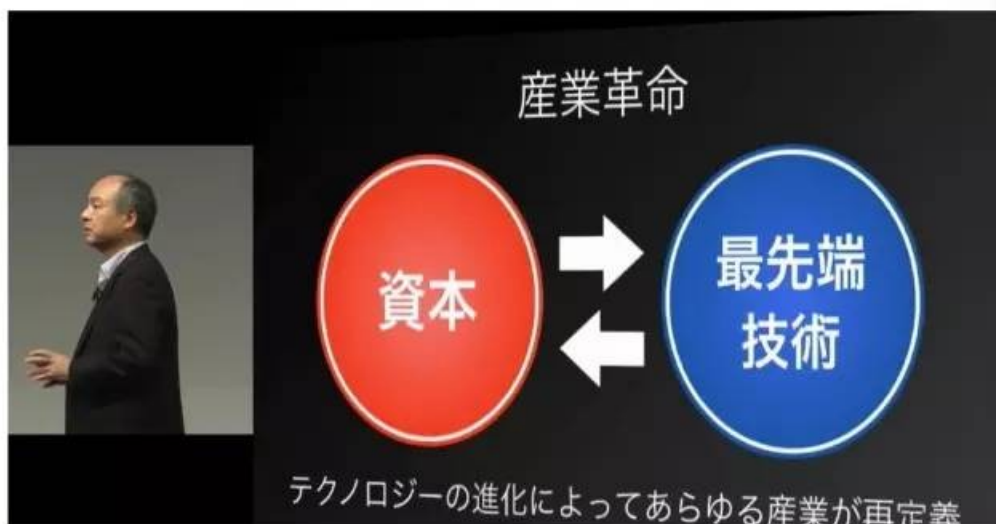 産業革命
資本
最先端
技術
テクノロジーの進化によってあらゆる産業が再定義